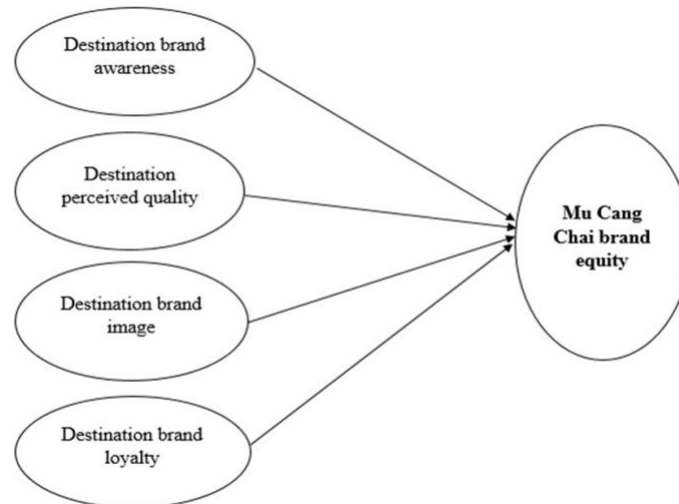 Destination brand
awareness
Destination
perceived quality
Destination brand
image
Destination brand
loyalty
Mu Cang
Chai brand
equity